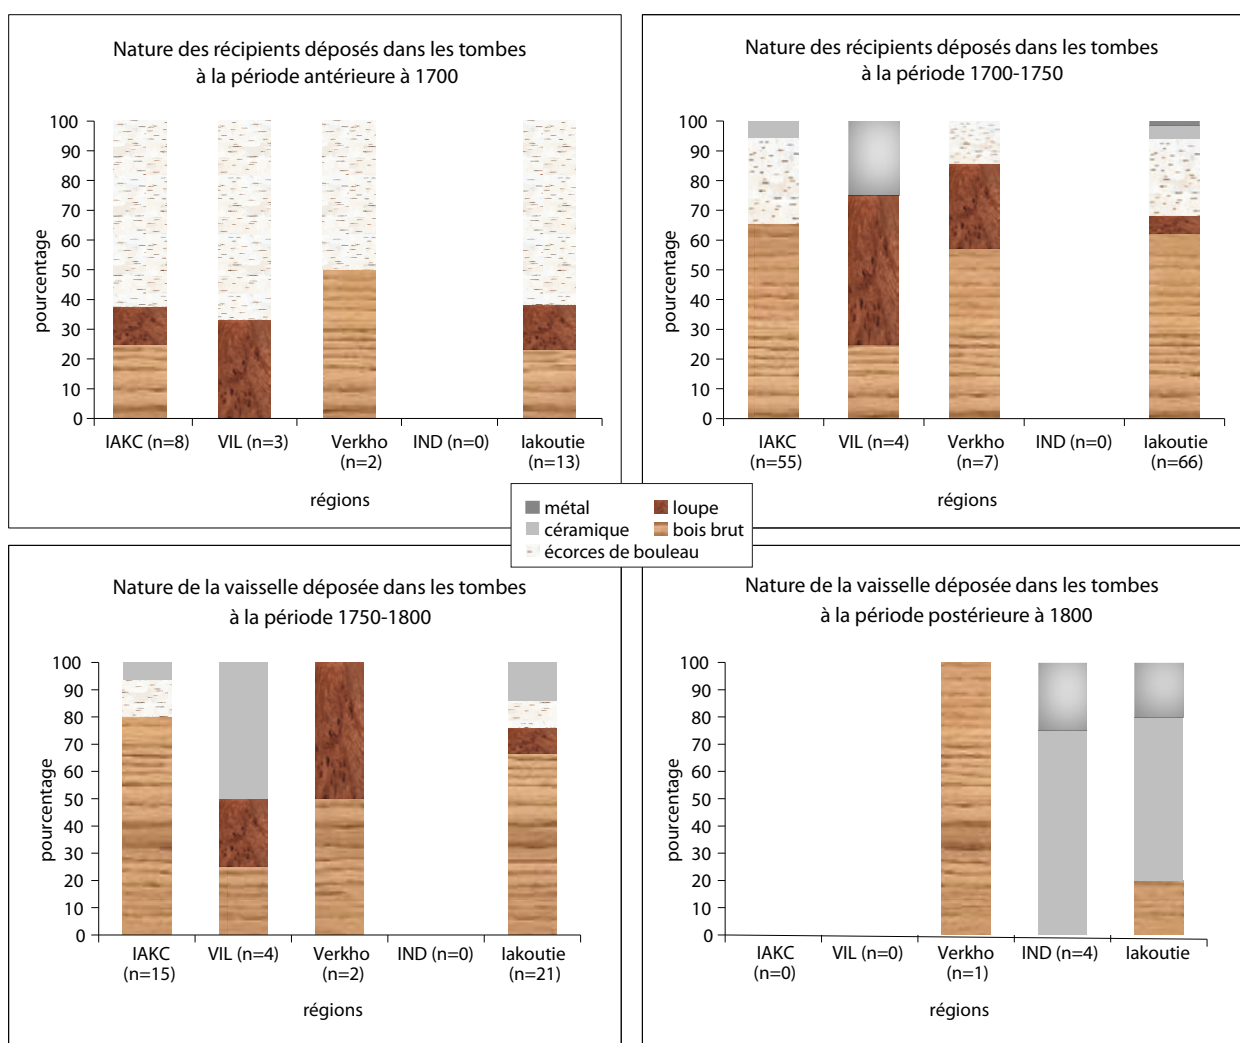 Nature des récipients déposés dans les tombes
à la période antérieure à 1700
100
90
80
70
60
50
40
30
20
10
0
pourcentage
IAKC (n=8)
VIL (n=3)
Verkho
(n=2)
IND (n=0)
Iakoutie
(n=13)
régions
Nature des récipients déposés dans les tombes
à la période 1700-1750
100
90
80
70
60
50
40
30
20
10
0
pourcentage
IAKC
(n=55)
VIL (n=4)
Verkho
(n=7)
IND (n=0)
Iakoutie
(n=66)
régions
métal
loupe
céramique
bois brut
écorces de bouleau
Nature de la vaisselle déposée dans les tombes
à la période 1750-1800
100
90
80
70
60
50
40
30
20
10
0
pourcentage
IAKC
(n=15)
VIL (n=4)
Verkho
(n=2)
IND (n=0)
Iakoutie
(n=21)
régions
Nature de la vaisselle déposée dans les tombes
à la période postérieure à 1800
100
90
80
70
60
50
40
30
20
10
0
pourcentage
IAKC
(n=0)
VIL (n=0)
Verkho
(n=1)
IND (n=4)
Iakoutie
régions